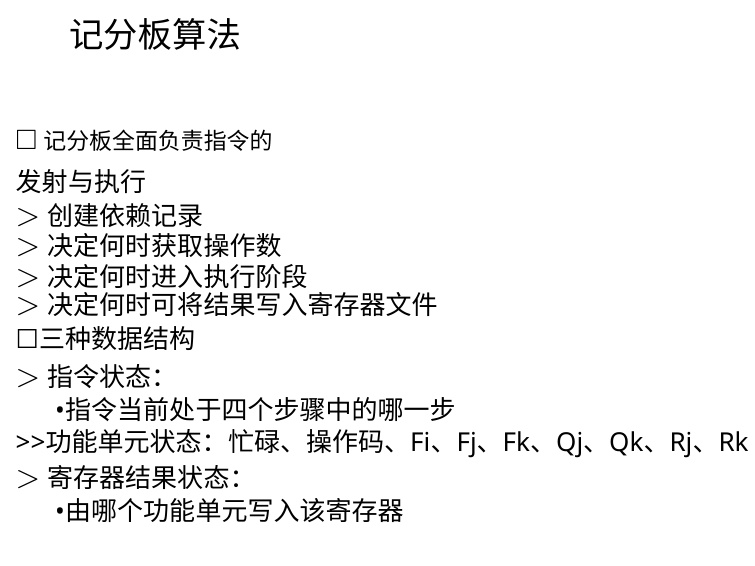 记分板算法
□ 记分板全面负责指令的
发射与执行
＞ 创建依赖记录
＞ 决定何时获取操作数
＞ 决定何时进入执行阶段
＞ 决定何时可将结果写入寄存器文件
□三种数据结构
＞ 指令状态：
•指令当前处于四个步骤中的哪一步
>>功能单元状态：忙碌、操作码、Fi、Fj、Fk、Qj、Qk、Rj、Rk
＞ 寄存器结果状态：
•由哪个功能单元写入该寄存器